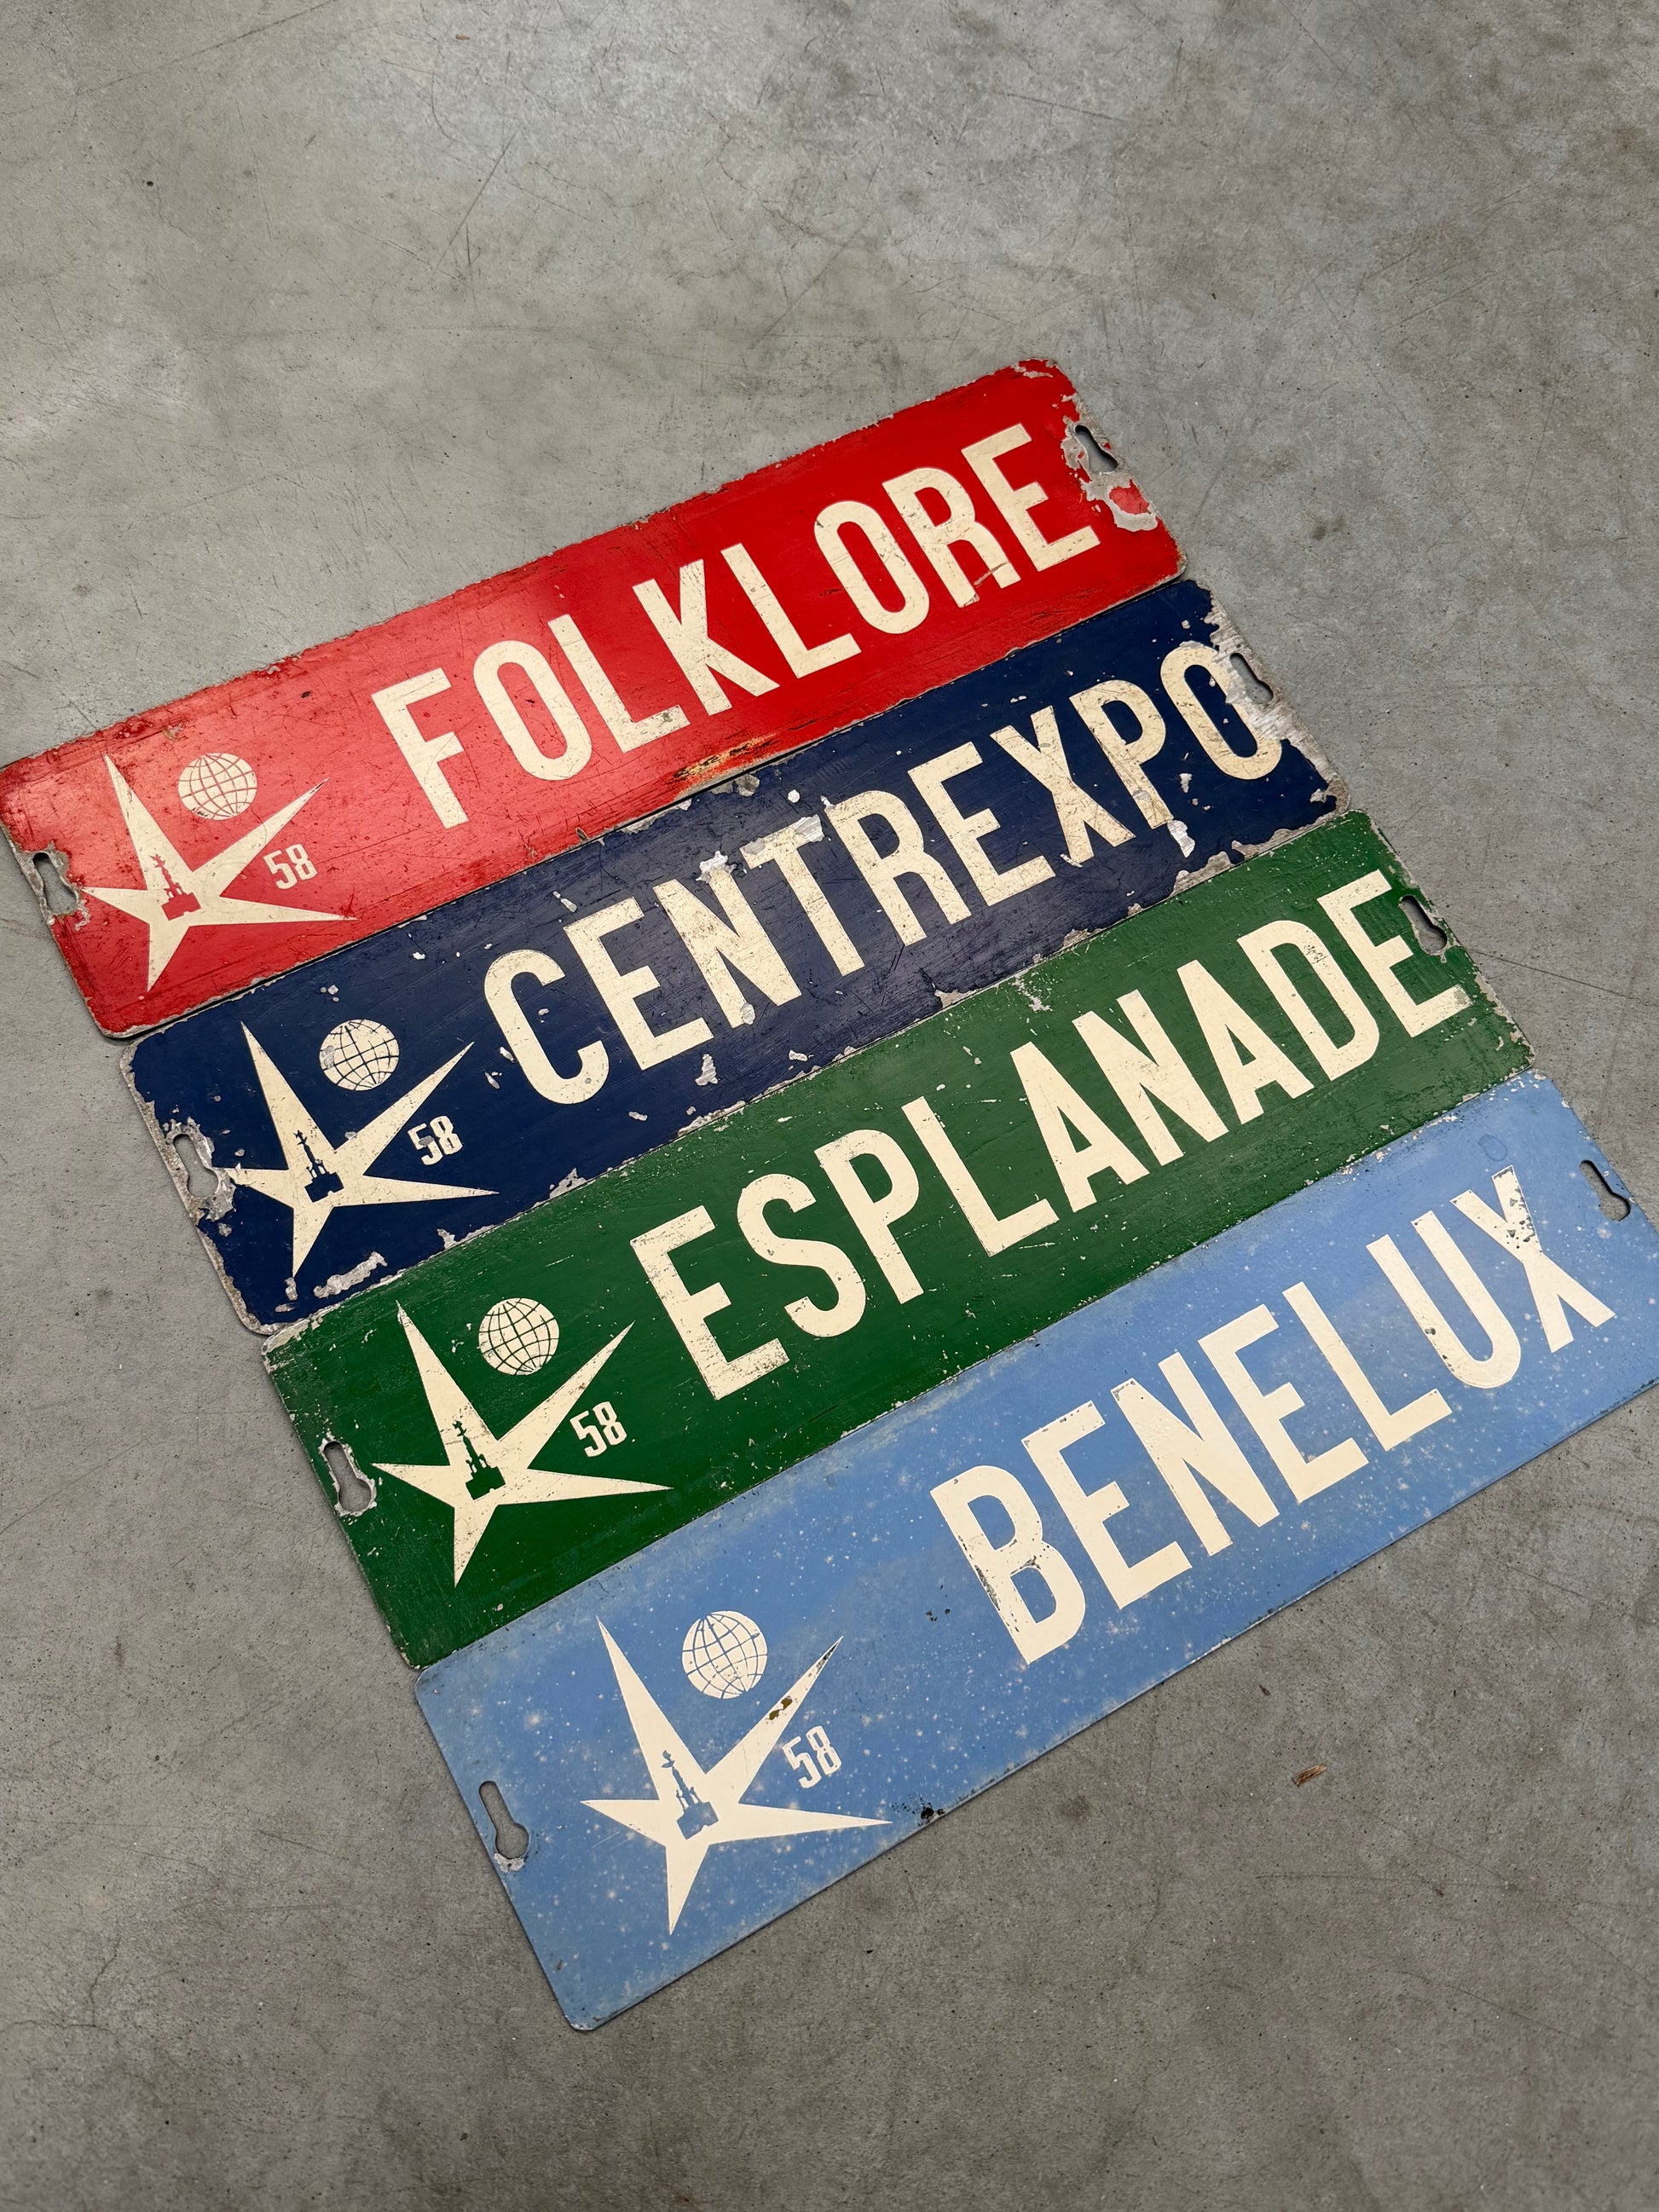 FOLKLORE
58
CENTREXPO
58
ESPLANADE
58
BENELUX
58